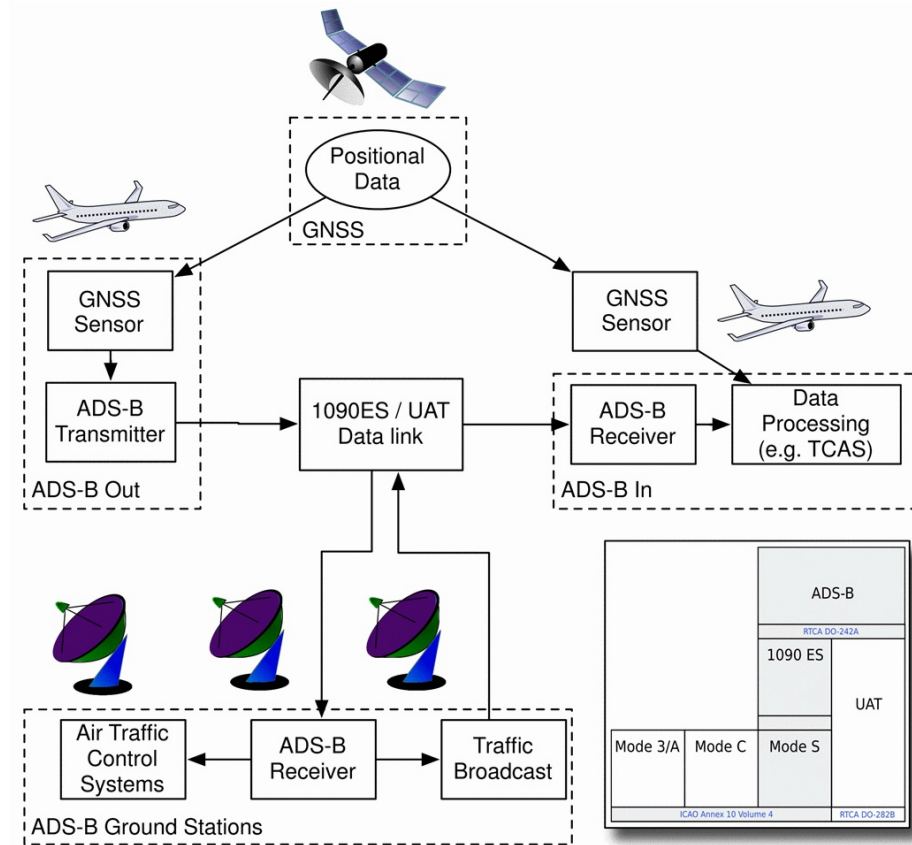 Positional
Data
GNSS
GNSS
Sensor
GNSS
Sensor
ADS-B
Transmitter
ADS-B Out
1090ES / UAT
Data link
ADS-B
Receiver
Data
Processing
(e.g. TCAS)
ADS-B In
Air Traffic
Control
Systems
ADS-B
Receiver
Traffic
Broadcast
ADS-B Ground Stations
ADS-B
RTCA DO-242A
1090 ES
UAT
Mode 3/A
Mode C
Mode S
ICAO Annex 10 Volume 4
RTCA DO-282B